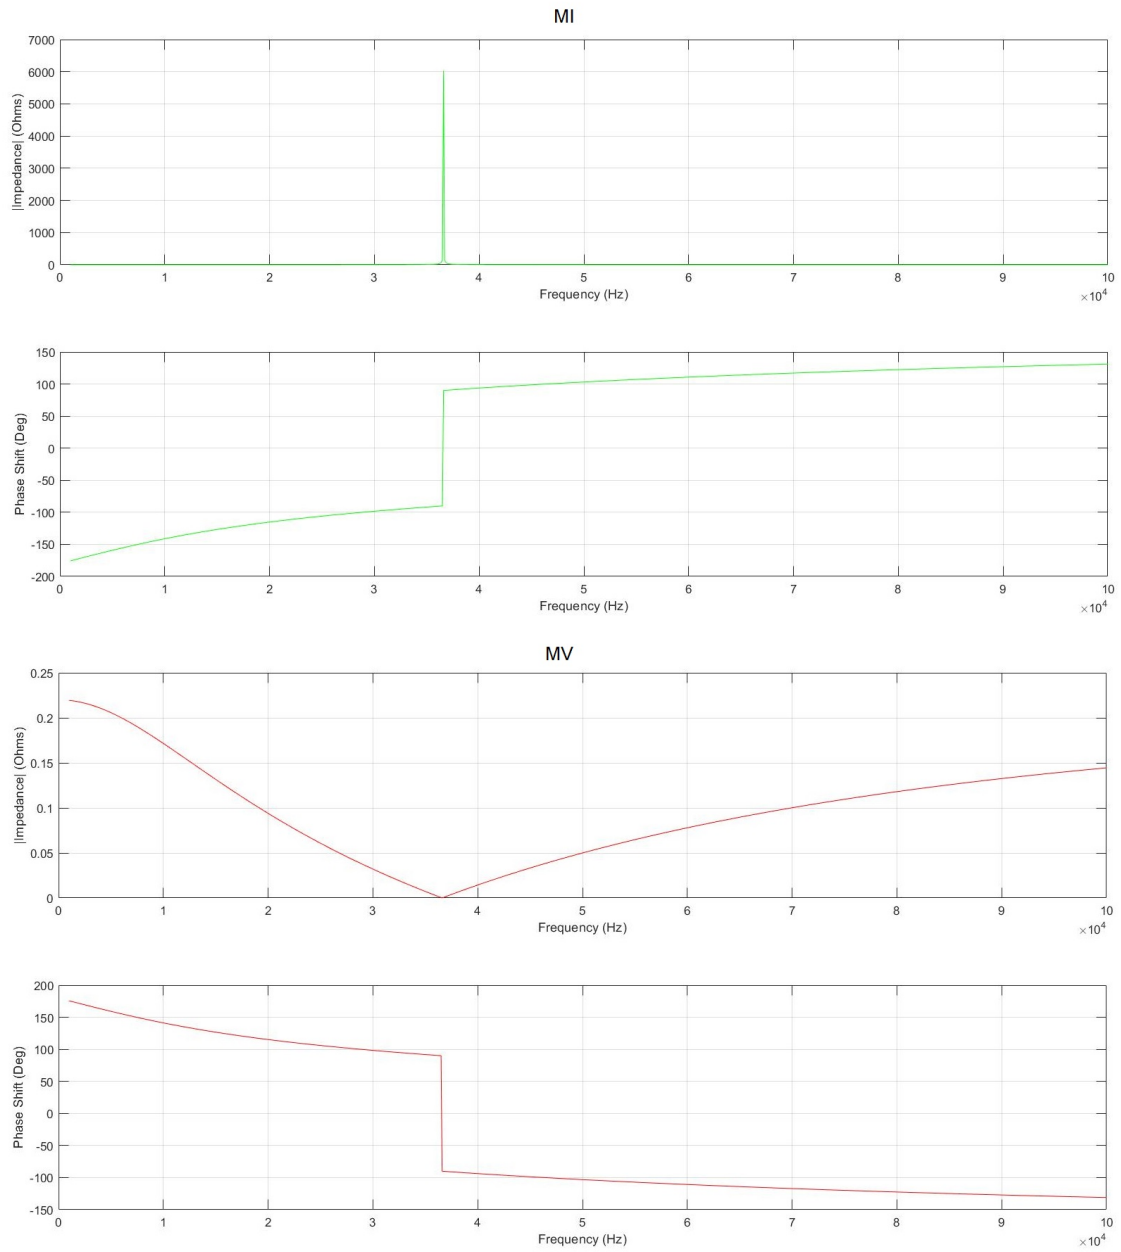 MI
7000
6000
5000
4000
3000
2000
1000
0
|Impedance| (Ohms)
0 1 2 3 4 5 6 7 8 9 10
Frequency (Hz)
×10^4
150
100
50
0
-50
-100
-150
-200
Phase Shift (Deg)
0 1 2 3 4 5 6 7 8 9 10
Frequency (Hz)
×10^4
MV
0.25
0.2
0.15
0.1
0.05
0
|Impedance| (Ohms)
0 1 2 3 4 5 6 7 8 9 10
Frequency (Hz)
×10^4
200
150
100
50
0
-50
-100
-150
Phase Shift (Deg)
0 1 2 3 4 5 6 7 8 9 10
Frequency (Hz)
×10^4